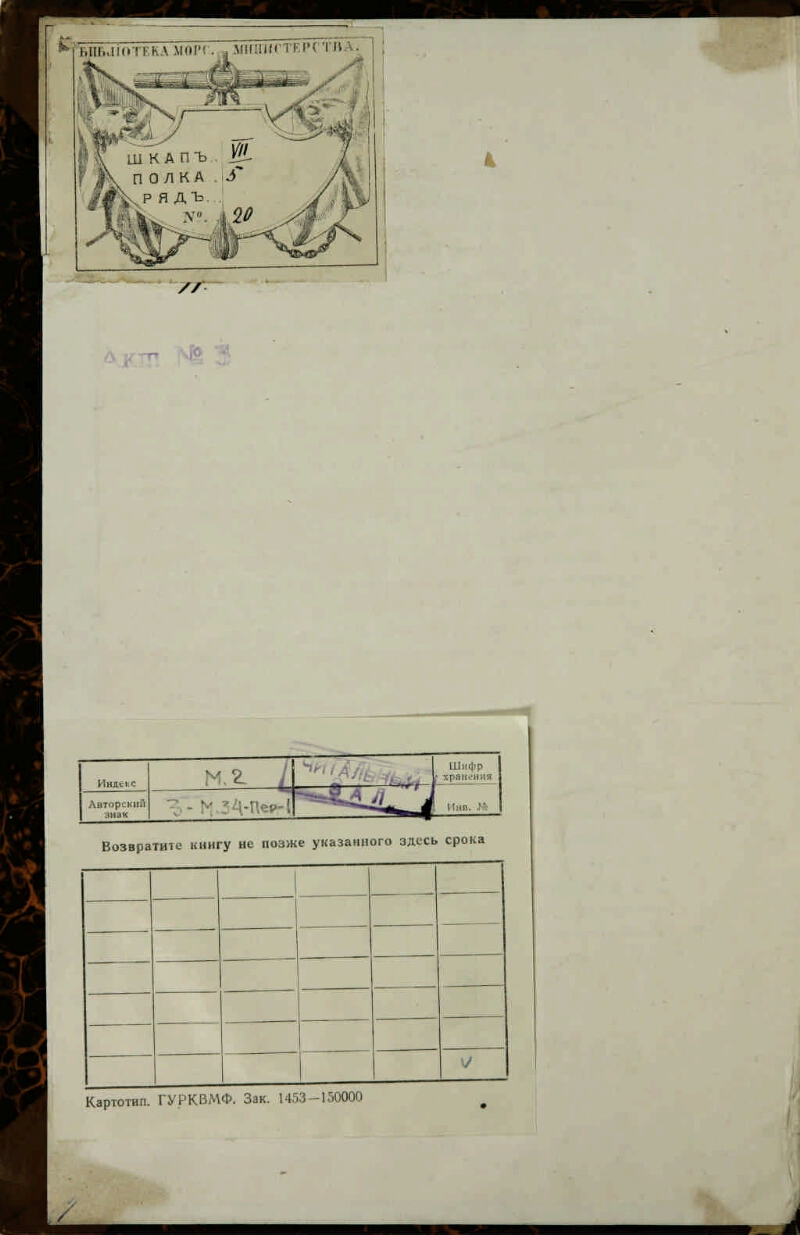 БИБЛІОТЕКА МОРС. МИНИСТЕРСТВА.
ШКАПЪ. VII
ПОЛКА. 5
РЯДЪ.
№. 20
Акт № 3
Индекс М.2 ЧИТАЛЬНЫЙ Шифр хранения
Авторский знак З-М.34-Пер-1 ЗАЛ Инв. №
Возвратите книгу не позже указанного здесь срока
Картотип. ГУРКВМФ. Зак. 1453—150000